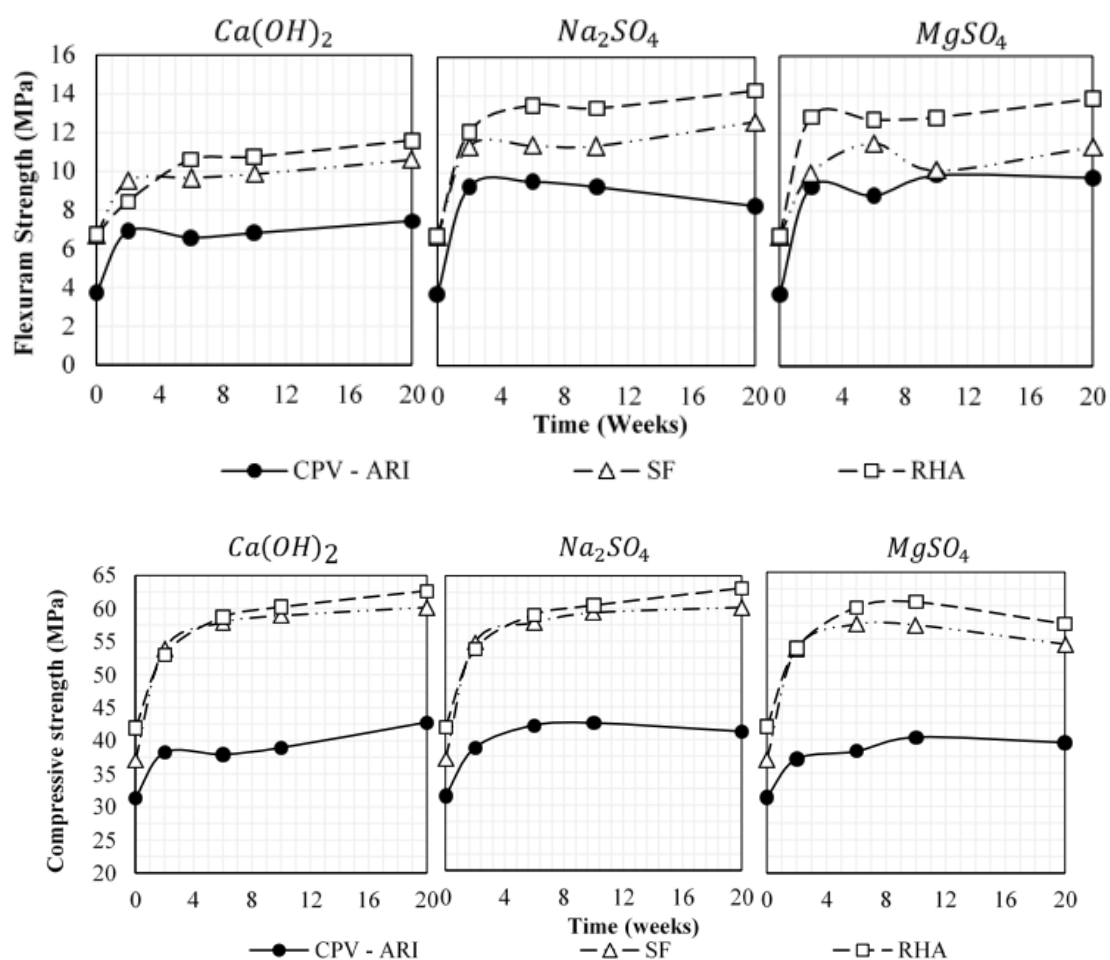 Ca(OH)₂ Na₂SO₄ MgSO₄
Flexuram Strength (MPa)
16
14
12
10
8
6
4
2
0
0 4 8 12 16 20 0 4 8 12 16 20 0 4 8 12 16 20
Time (Weeks)
CPV - ARI SF RHA
Ca(OH)₂ Na₂SO₄ MgSO₄
Compressive strength (MPa)
65
60
55
50
45
40
35
30
25
20
0 4 8 12 16 20 0 4 8 12 16 20 0 4 8 12 16 20
Time (weeks)
CPV - ARI SF RHA